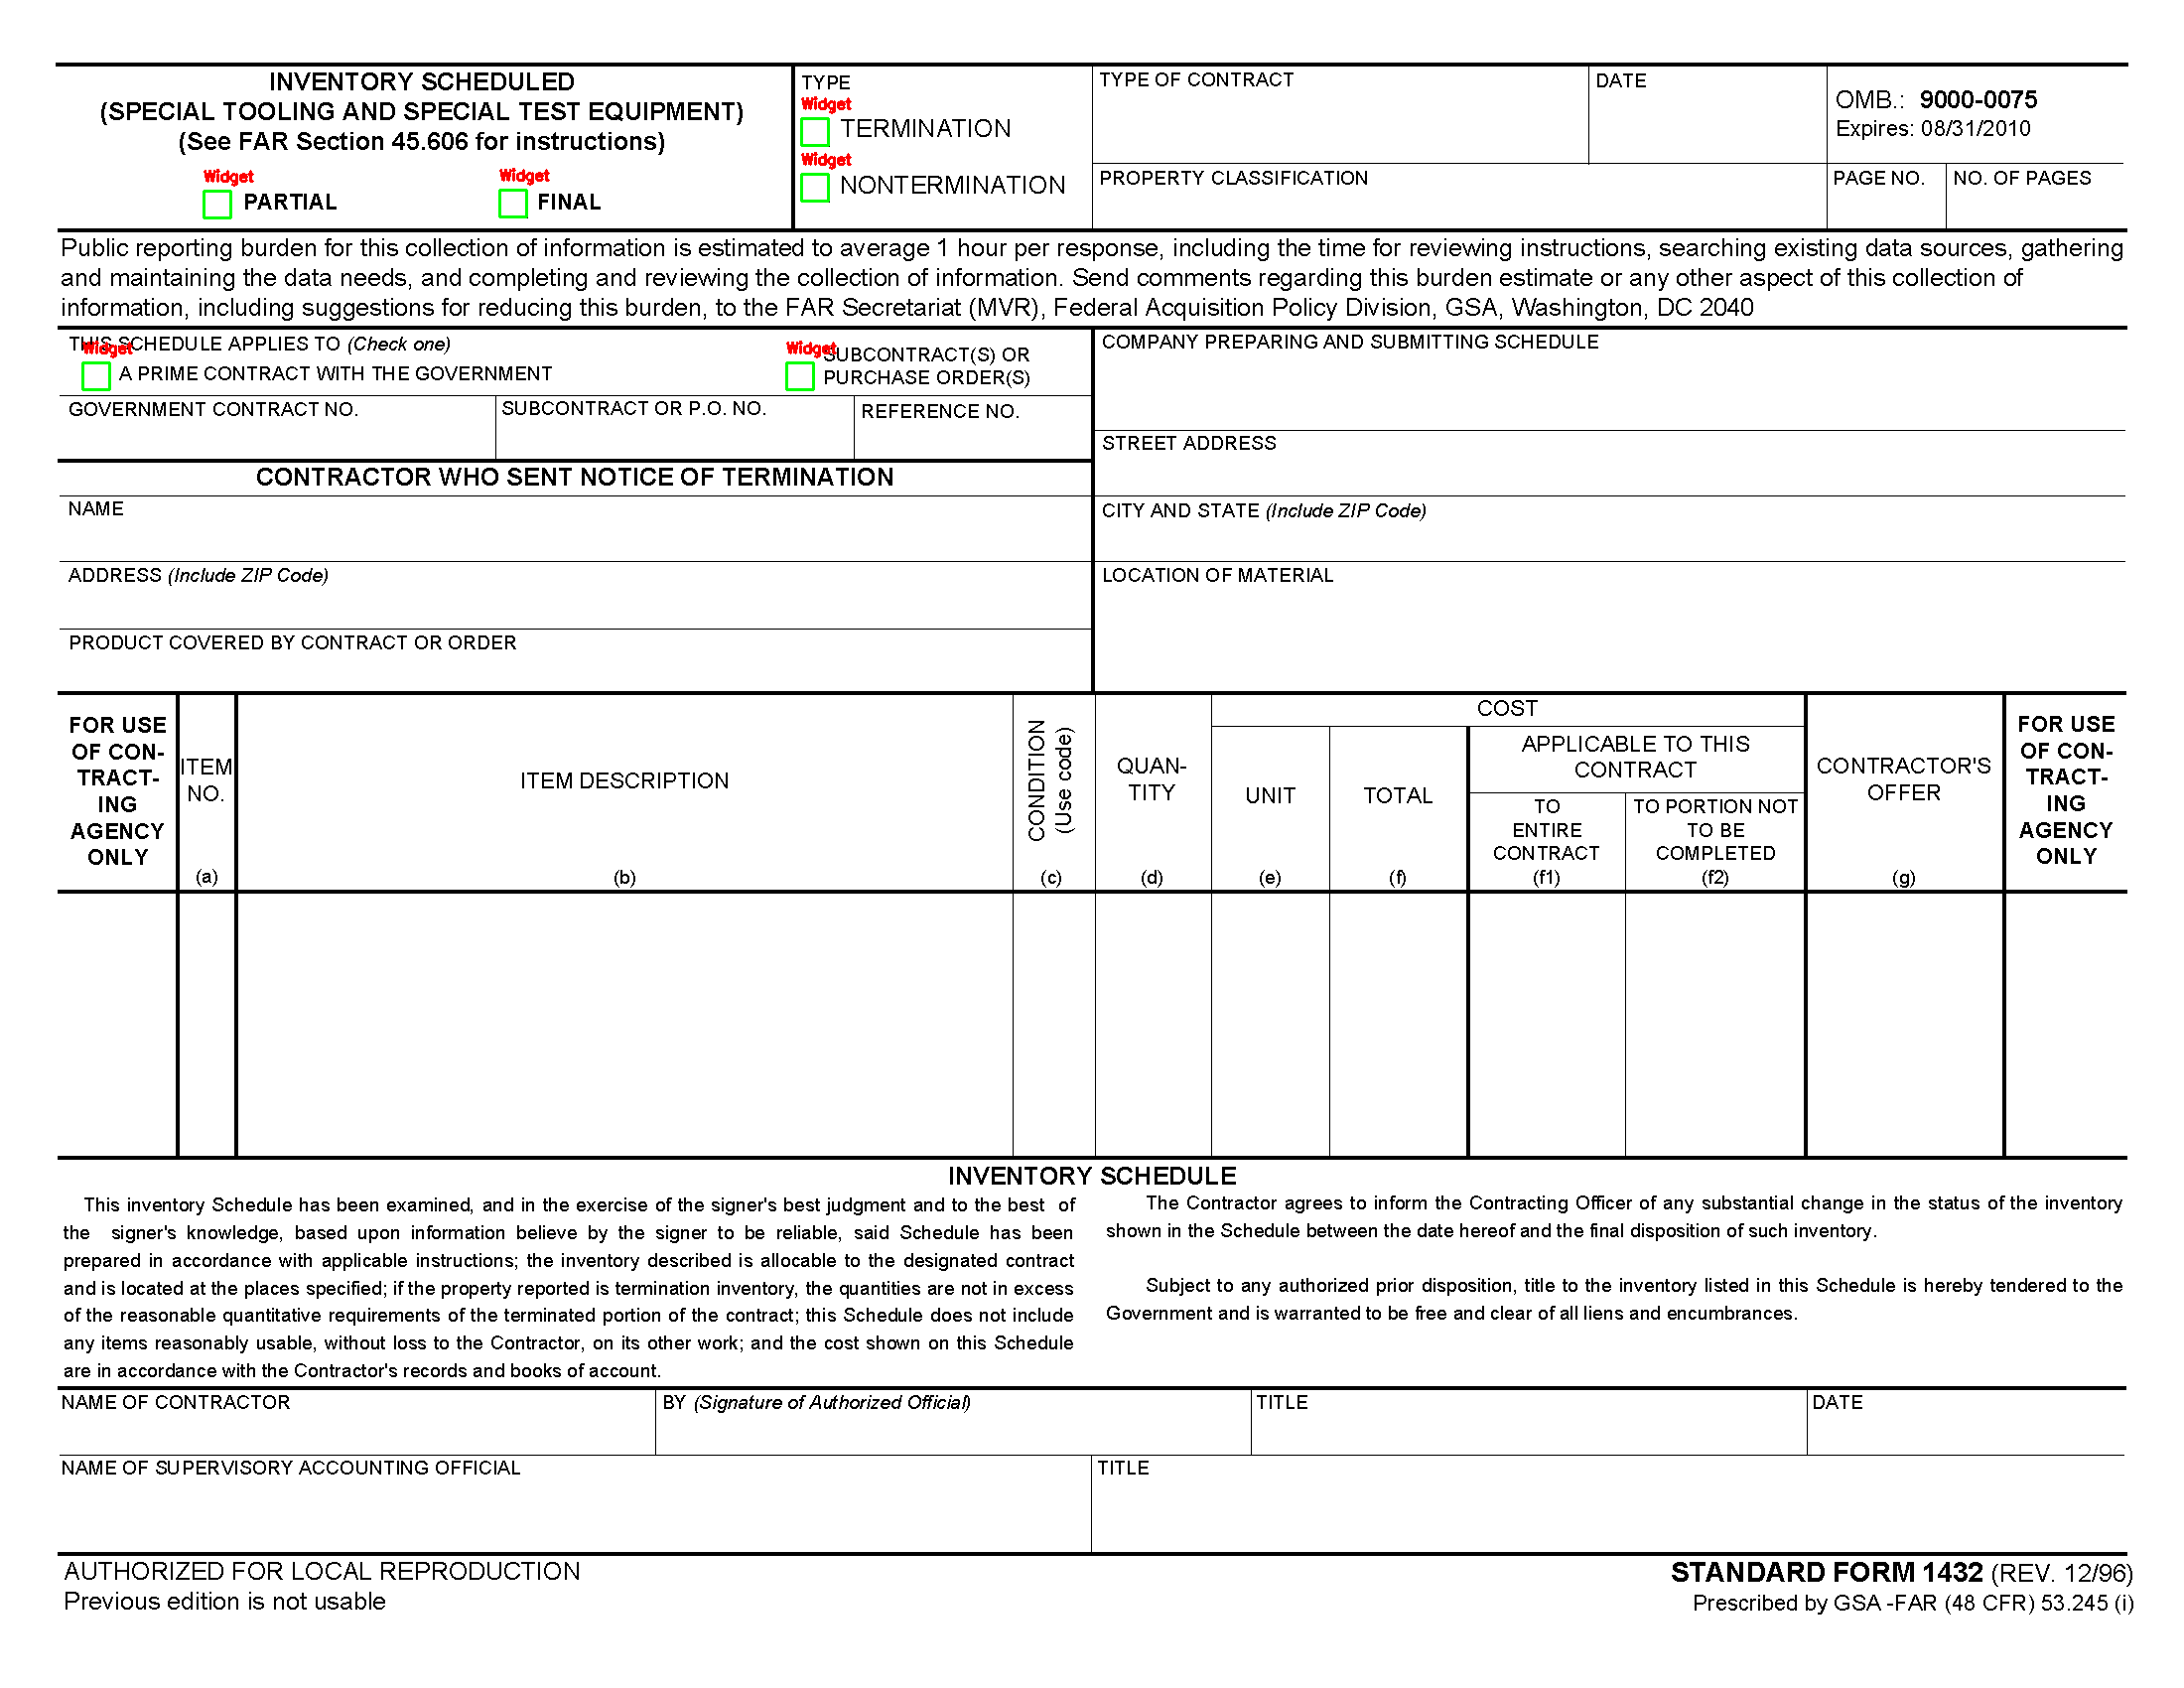 INVENTORY SCHEDULED
(SPECIAL TOOLING AND SPECIAL TEST EQUIPMENT)
(See FAR Section 45.606 for instructions)
Widget
PARTIAL
Widget
FINAL
TYPE
Widget
TERMINATION
Widget
NONTERMINATION
TYPE OF CONTRACT
DATE
OMB.: 9000-0075
Expires: 08/31/2010
PROPERTY CLASSIFICATION
PAGE NO.
NO. OF PAGES
Public reporting burden for this collection of information is estimated to average 1 hour per response, including the time for reviewing instructions, searching existing data sources, gathering
and maintaining the data needs, and completing and reviewing the collection of information. Send comments regarding this burden estimate or any other aspect of this collection of
information, including suggestions for reducing this burden, to the FAR Secretariat (MVR), Federal Acquisition Policy Division, GSA, Washington, DC 2040
THIS SCHEDULE APPLIES TO (Check one)
Widget
A PRIME CONTRACT WITH THE GOVERNMENT
Widget
SUBCONTRACT(S) OR
PURCHASE ORDER(S)
GOVERNMENT CONTRACT NO.
SUBCONTRACT OR P.O. NO.
REFERENCE NO.
CONTRACTOR WHO SENT NOTICE OF TERMINATION
NAME
ADDRESS (Include ZIP Code)
PRODUCT COVERED BY CONTRACT OR ORDER
COMPANY PREPARING AND SUBMITTING SCHEDULE
STREET ADDRESS
CITY AND STATE (Include ZIP Code)
LOCATION OF MATERIAL
FOR USE
OF CON-
TRACT-
ING
AGENCY
ONLY
ITEM
NO.
(a)
ITEM DESCRIPTION
(b)
CONDITION
(Use code)
(c)
QUAN-
TITY
(d)
COST
UNIT
(e)
TOTAL
(f)
APPLICABLE TO THIS
CONTRACT
TO
ENTIRE
CONTRACT
(f1)
TO PORTION NOT
TO BE
COMPLETED
(f2)
CONTRACTOR'S
OFFER
(g)
FOR USE
OF CON-
TRACT-
ING
AGENCY
ONLY
INVENTORY SCHEDULE
This inventory Schedule has been examined, and in the exercise of the signer's best judgment and to the best of
the signer's knowledge, based upon information believe by the signer to be reliable, said Schedule has been
prepared in accordance with applicable instructions; the inventory described is allocable to the designated contract
and is located at the places specified; if the property reported is termination inventory, the quantities are not in excess
of the reasonable quantitative requirements of the terminated portion of the contract; this Schedule does not include
any items reasonably usable, without loss to the Contractor, on its other work; and the cost shown on this Schedule
are in accordance with the Contractor's records and books of account.
The Contractor agrees to inform the Contracting Officer of any substantial change in the status of the inventory
shown in the Schedule between the date hereof and the final disposition of such inventory.
Subject to any authorized prior disposition, title to the inventory listed in this Schedule is hereby tendered to the
Government and is warranted to be free and clear of all liens and encumbrances.
NAME OF CONTRACTOR
BY (Signature of Authorized Official)
TITLE
DATE
NAME OF SUPERVISORY ACCOUNTING OFFICIAL
TITLE
AUTHORIZED FOR LOCAL REPRODUCTION
Previous edition is not usable
STANDARD FORM 1432 (REV. 12/96)
Prescribed by GSA -FAR (48 CFR) 53.245 (i)